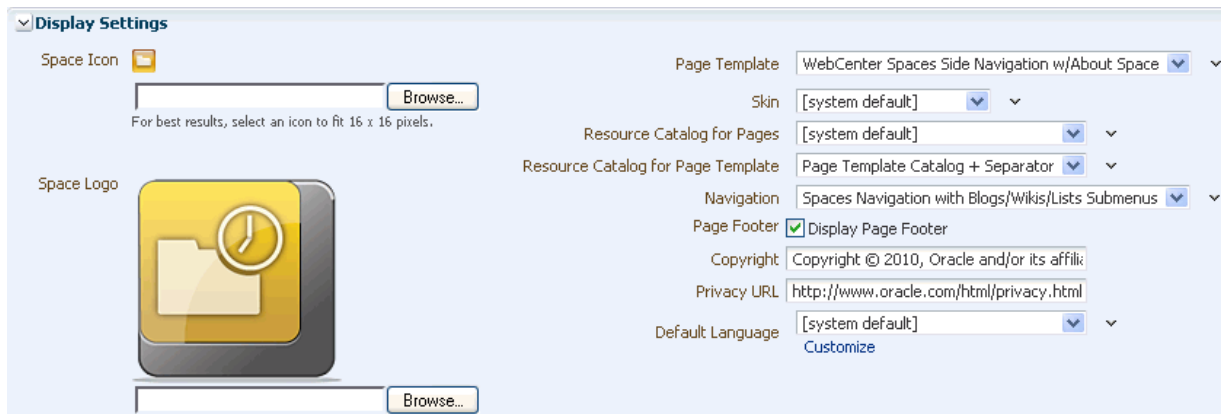 Display Settings
Space Icon
Browse...
For best results, select an icon to fit 16 x 16 pixels.
Space Logo
Browse...
Page Template WebCenter Spaces Side Navigation w/About Space
Skin [system default]
Resource Catalog for Pages [system default]
Resource Catalog for Page Template Page Template Catalog + Separator
Navigation Spaces Navigation with Blogs/Wikis/Lists Submenus
Page Footer Display Page Footer
Copyright Copyright © 2010, Oracle and/or its affilia
Privacy URL http://www.oracle.com/html/privacy.html
Default Language [system default]
Customize